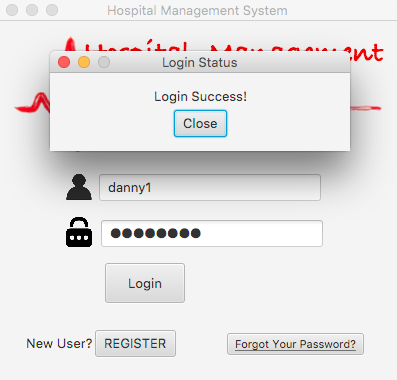 Hospital Management System
Hospital Management
Login Status
Login Success!
Close
danny1
Login
New User? REGISTER
Forgot Your Password?